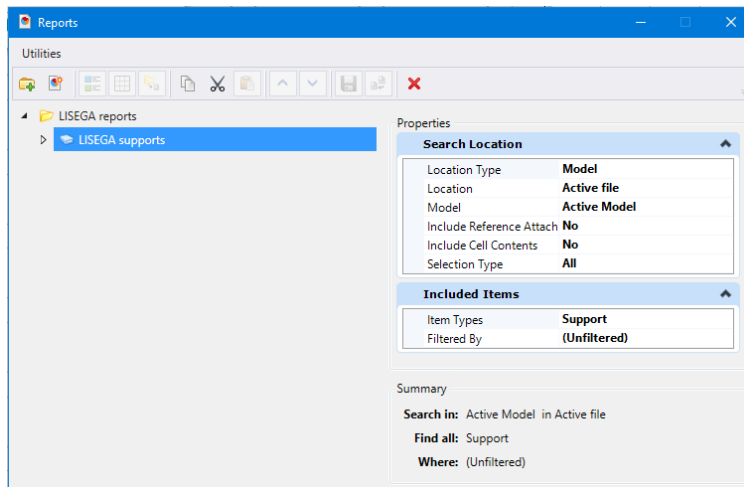 Reports
Utilities
LISEGA reports
LISEGA supports
Properties
Search Location
Location Type Model
Location Active file
Model Active Model
Include Reference Attach No
Include Cell Contents No
Selection Type All
Included Items
Item Types Support
Filtered By (Unfiltered)
Summary
Search in: Active Model in Active file
Find all: Support
Where: (Unfiltered)